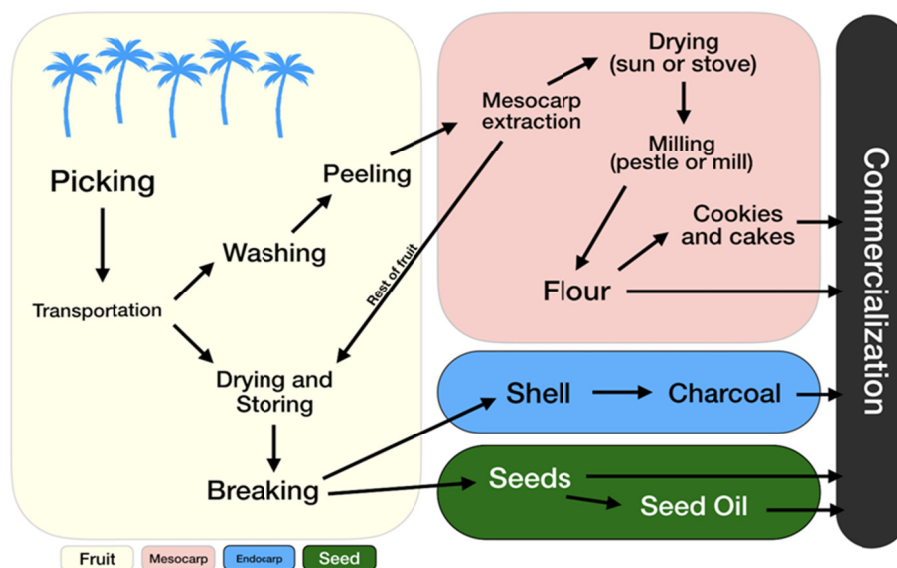 Picking
Transportation
Washing
Peeling
Drying and
Storing
Breaking
Rest of fruit
Mesocarp
extraction
Drying
(sun or stove)
Milling
(pestle or mill)
Flour
Cookies
and cakes
Shell
Charcoal
Seeds
Seed Oil
Commercialization
Fruit
Mesocarp
Endocarp
Seed